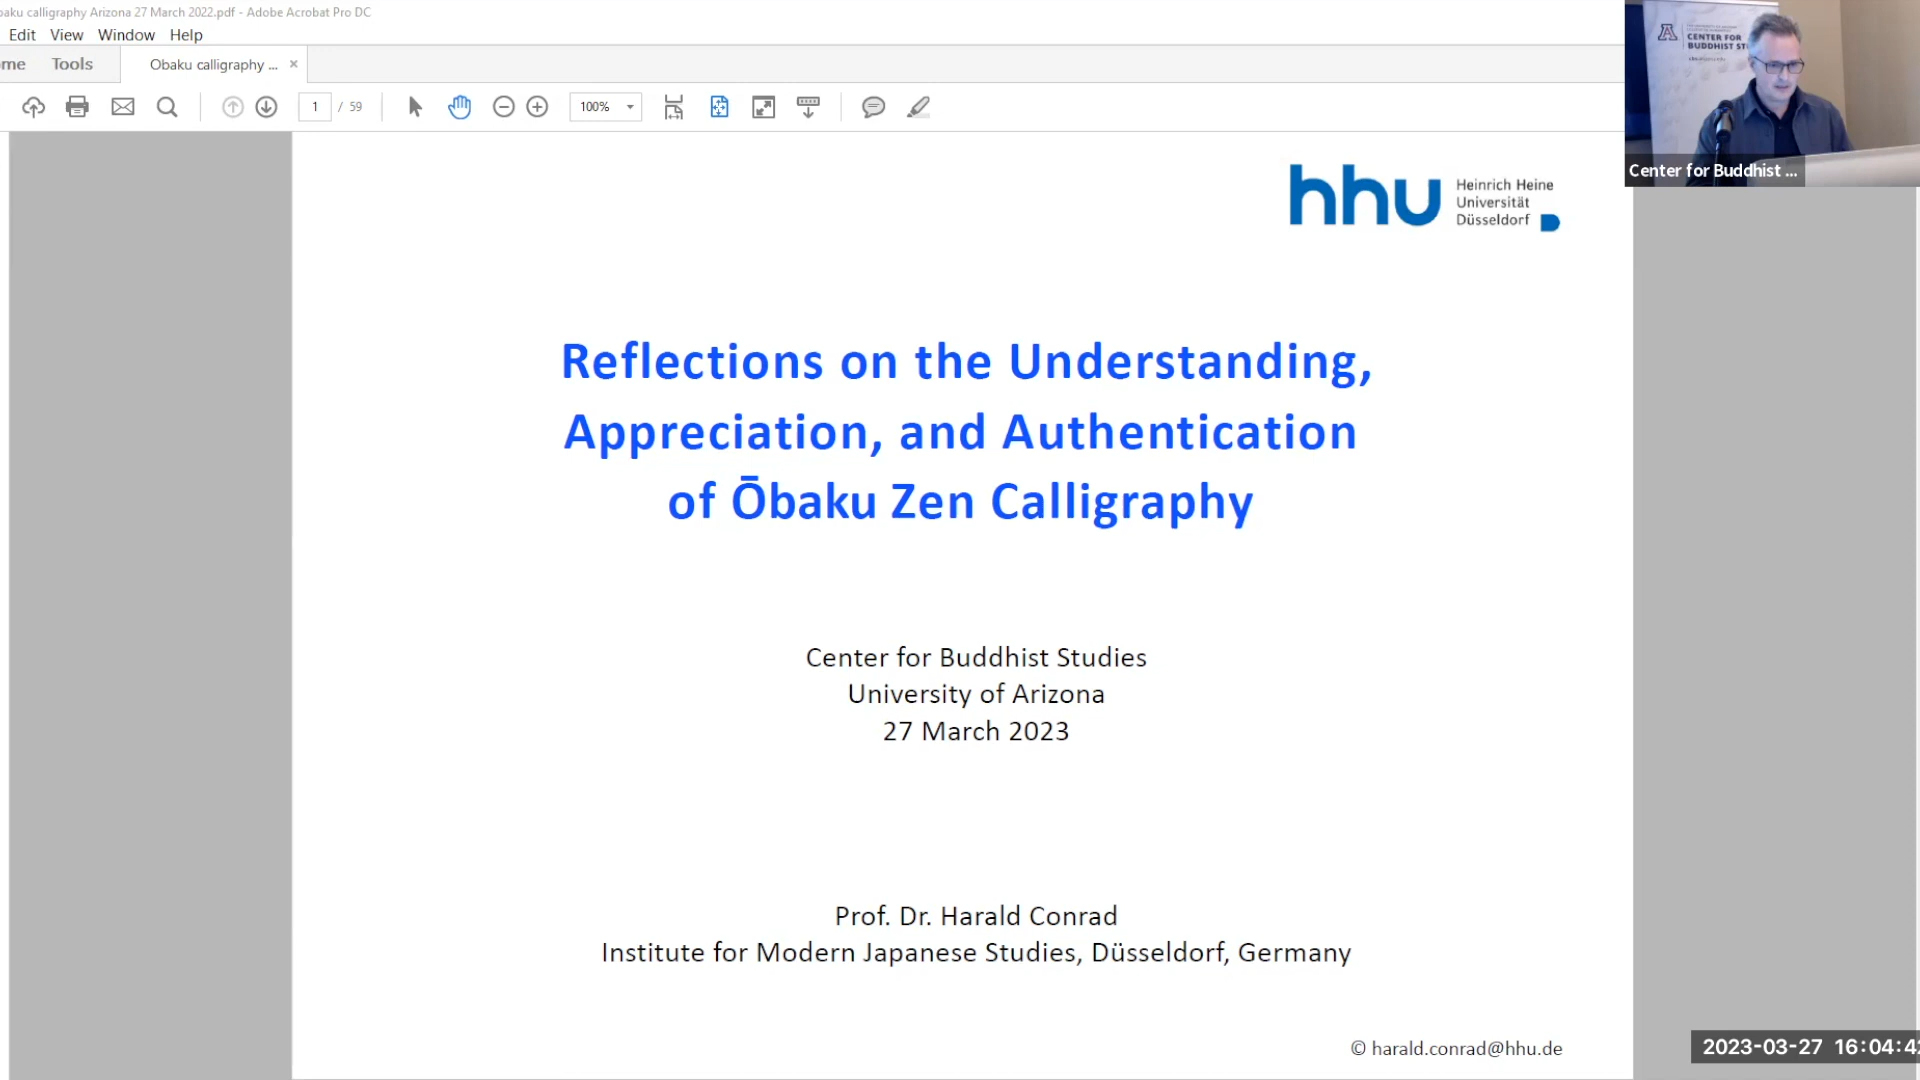 baku calligraphy Arizona 27 March 2022.pdf - Adobe Acrobat Pro DC
Edit View Window Help
me Tools Obaku calligraphy ... ×
1 / 59 100%
CENTER FOR
BUDDHIST ST
Center for Buddhist ...
hhu Heinrich Heine
Universität
Düsseldorf
Reflections on the Understanding,
Appreciation, and Authentication
of Ōbaku Zen Calligraphy
Center for Buddhist Studies
University of Arizona
27 March 2023
Prof. Dr. Harald Conrad
Institute for Modern Japanese Studies, Düsseldorf, Germany
© harald.conrad@hhu.de
2023-03-27 16:04:42